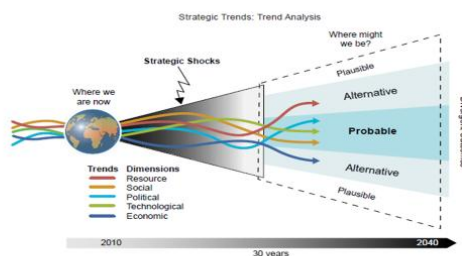 Strategic Trends: Trend Analysis
Where might
we be?
Strategic Shocks
Plausible
Where we
are now
Alternative
Probable
Trends Dimensions
Resource
Social
Political
Technological
Economic
Alternative
Plausible
2010
2040
30 years